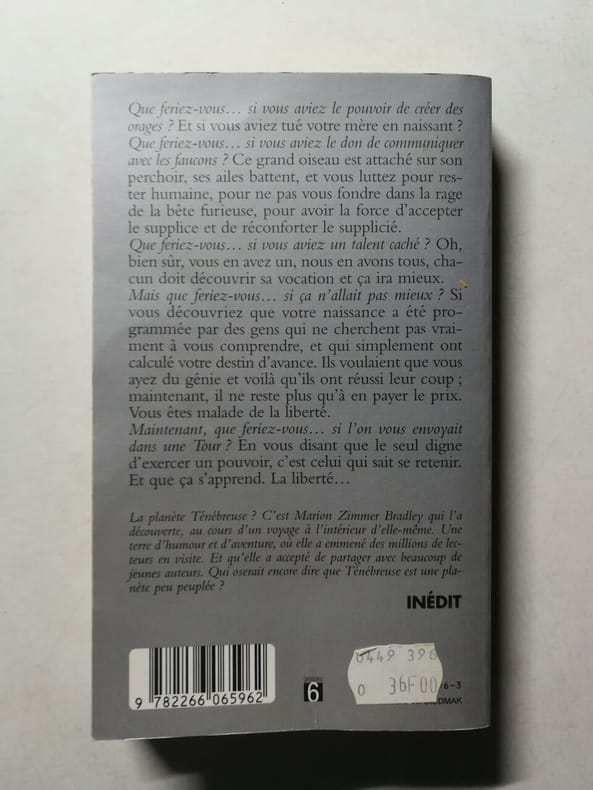 Que feriez-vous… si vous aviez le pouvoir de créer des
orages ? Et si vous aviez tué votre mère en naissant ?
Que feriez-vous… si vous aviez le don de communiquer
avec les faucons ? Ce grand oiseau est attaché sur son
perchoir, ses ailes battent, et vous luttez pour res-
ter humaine, pour ne pas vous fondre dans la rage
de la bête furieuse, pour avoir la force d'accepter
le supplice et de réconforter le supplicié.
Que feriez-vous… si vous aviez un talent caché ? Oh,
bien sûr, vous en avez un, nous en avons tous, cha-
cun doit découvrir sa vocation et ça ira mieux.
Mais que feriez-vous… si ça n'allait pas mieux ? Si
vous découvriez que votre naissance a été pro-
grammée par des gens qui ne cherchent pas vrai-
ment à vous comprendre, et qui simplement ont
calculé votre destin d'avance. Ils voulaient que vous
ayez du génie et voilà qu'ils ont réussi leur coup ;
maintenant, il ne reste plus qu'à en payer le prix.
Vous êtes malade de la liberté.
Maintenant, que feriez-vous… si l'on vous envoyait
dans une Tour ? En vous disant que le seul digne
d'exercer un pouvoir, c'est celui qui sait se retenir.
Et que ça s'apprend. La liberté…
La planète Ténébreuse ? C'est Marion Zimmer Bradley qui l'a
découverte, au cours d'un voyage à l'intérieur d'elle-même. Une
terre d'humour et d'aventure, où elle a emmené des millions de lec-
teurs en visite. Et qu'elle a accepté de partager avec beaucoup de
jeunes auteurs. Qui oserait encore dire que Ténébreuse est une pla-
nète peu peuplée ?
INÉDIT
9 782266 065962
6
0449 396
0 36F00
6-3